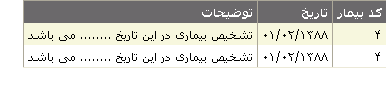 کد بیمار تاریخ توضیحات
۴ ۰۱/۰۲/۱۳۸۸ تشخیص بیماری در این تاریخ ........ می باشد
۴ ۰۱/۰۲/۱۳۸۸ تشخیص بیماری در این تاریخ ........ می باشد